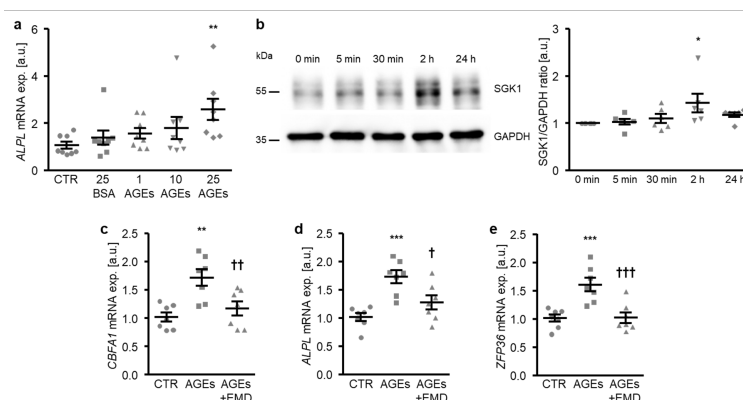 a
ALPL mRNA exp. [a.u.]
6
4
2
0
**
CTR
25
BSA
1
AGEs
10
AGEs
25
AGEs
b
kDa
0 min
5 min
30 min
2 h
24 h
55
SGK1
35
GAPDH
SGK1/GAPDH ratio [a.u.]
3
2
1
0
*
0 min
5 min
30 min
2 h
24 h
c
CBFA1 mRNA exp. [a.u.]
2.5
2.0
1.5
1.0
0.5
0.0
**
††
CTR
AGEs
AGEs
+EMD
d
ALPL mRNA exp. [a.u.]
2.5
2.0
1.5
1.0
0.5
0.0
***
†
CTR
AGEs
AGEs
+EMD
e
ZFP36 mRNA exp. [a.u.]
2.5
2.0
1.5
1.0
0.5
0.0
***
†††
CTR
AGEs
AGEs
+EMD